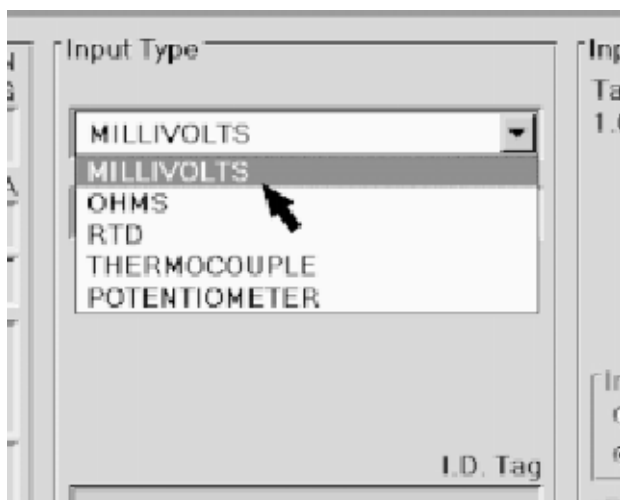 Input Type
MILLIVOLTS
MILLIVOLTS
OHMS
RTD
THERMOCOUPLE
POTENTIOMETER
I.D. Tag